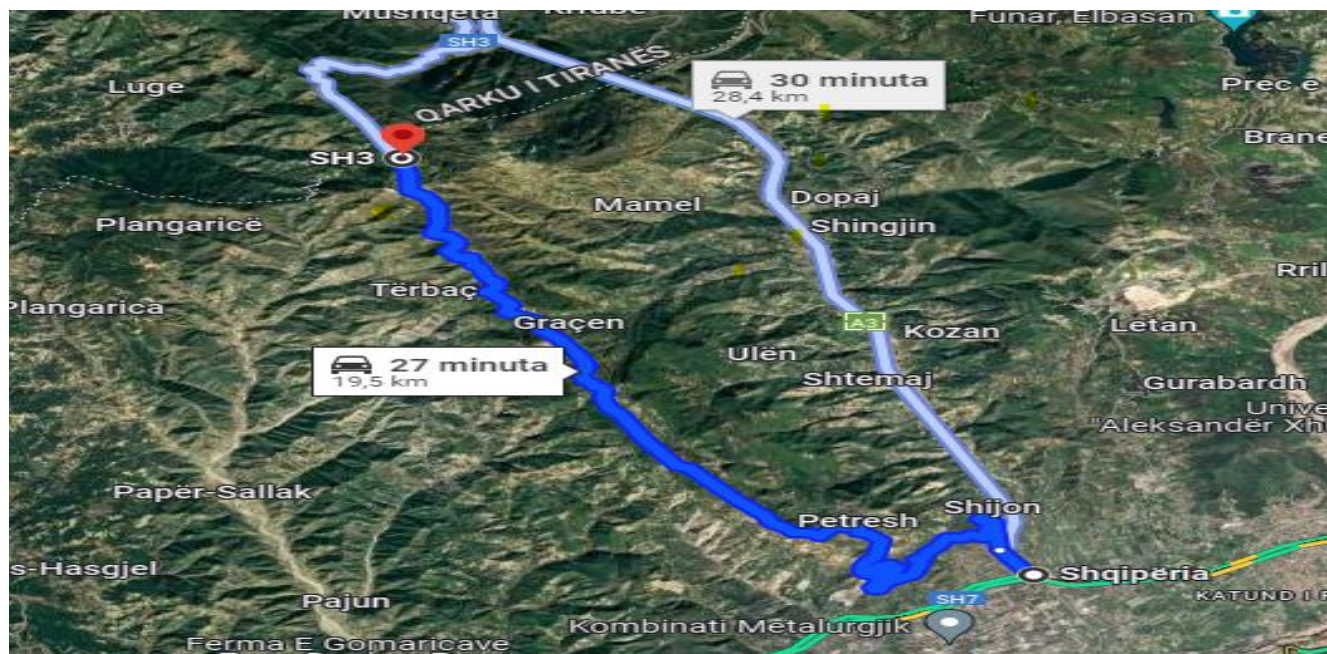 Mushqeta
Funar, Elbasan
SH3
Luge
QARKU I TIRANËS
30 minuta
28,4 km
Prec e
Brane
SH3
Mamel
Dopaj
Plangaricë
Shingjin
Rril
Tërbaç
Plangarica
Graçen
A3
Kozan
Letan
Ulën
27 minuta
19,5 km
Shtemaj
Gurabardh
Unive
"Aleksandër Xh
Papër-Sallak
Shijon
Petresh
s-Hasgjel
Shqipëria
Pajun
SH7
KATUND I
Kombinati Metalurgjik
Ferma E Gomaricave